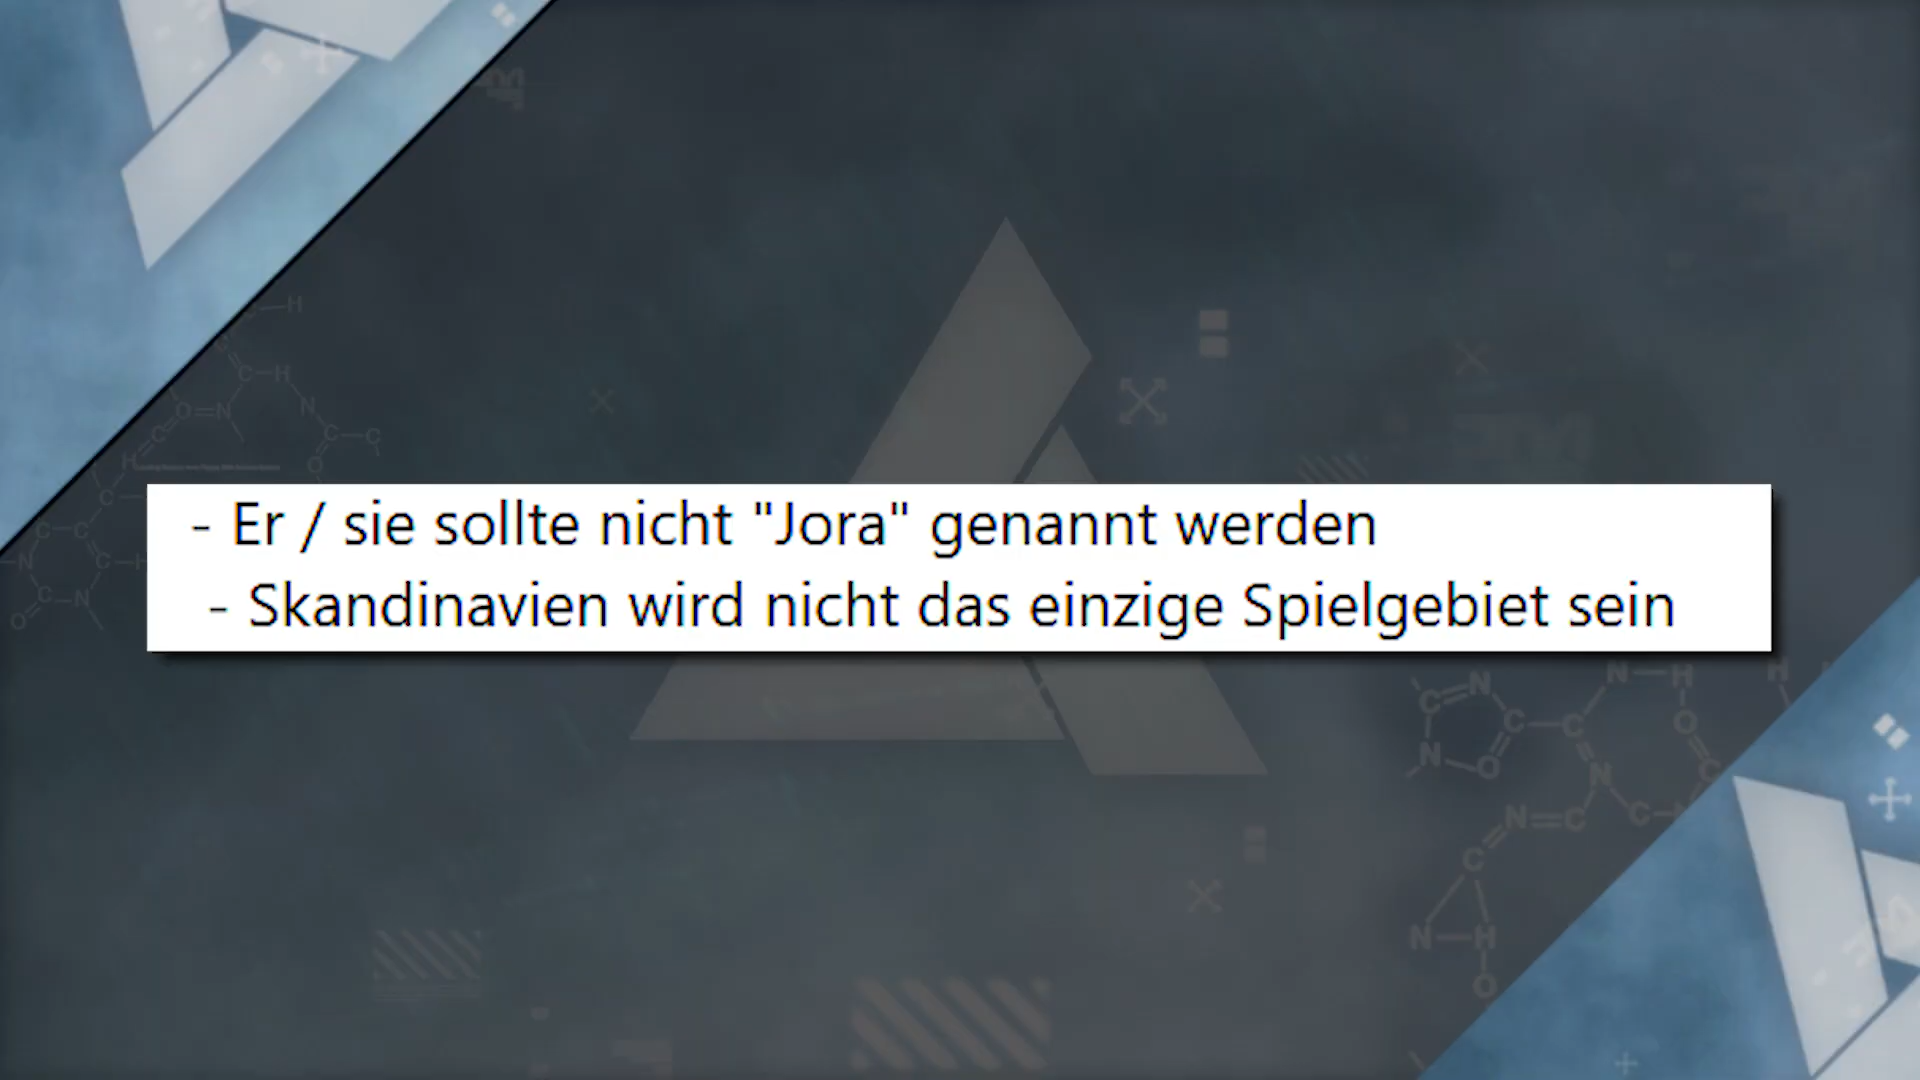 - Er / sie sollte nicht "Jora" genannt werden
- Skandinavien wird nicht das einzige Spielgebiet sein